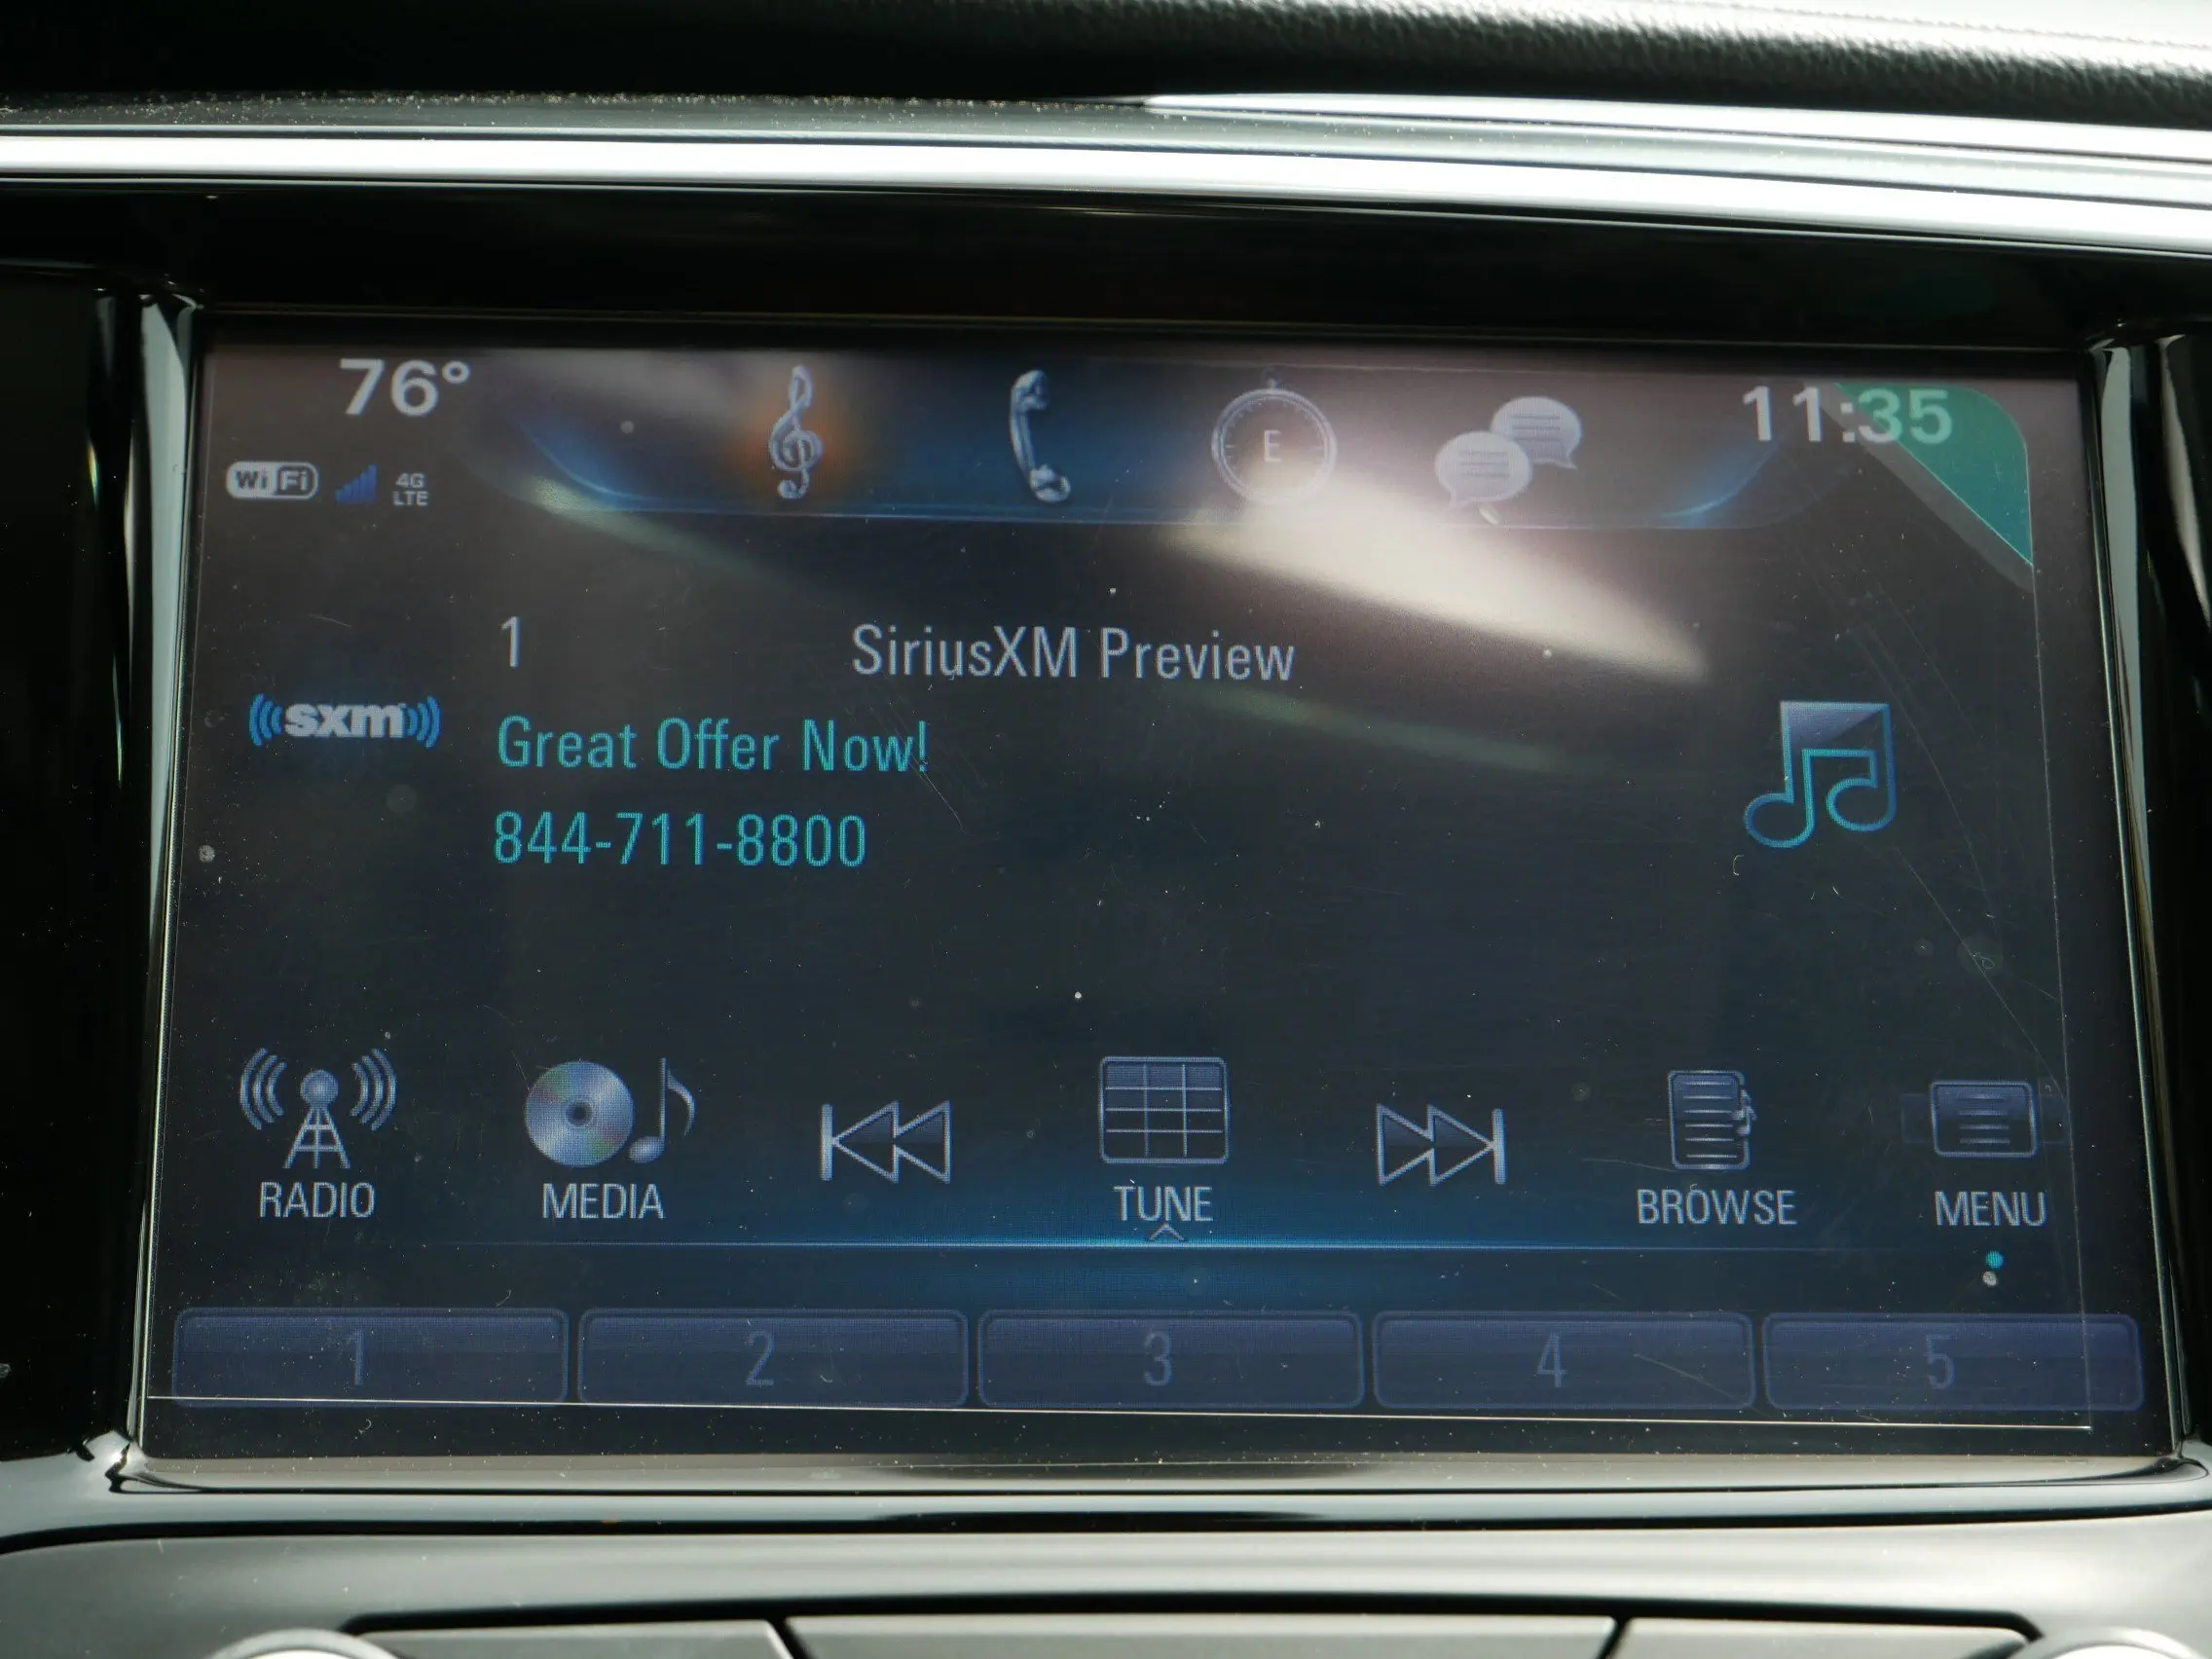 76°
11:35
WiFi
4G
LTE
E
1
SiriusXM Preview
sxm
Great Offer Now!
844-711-8800
RADIO
MEDIA
TUNE
BROWSE
MENU
1
2
3
4
5